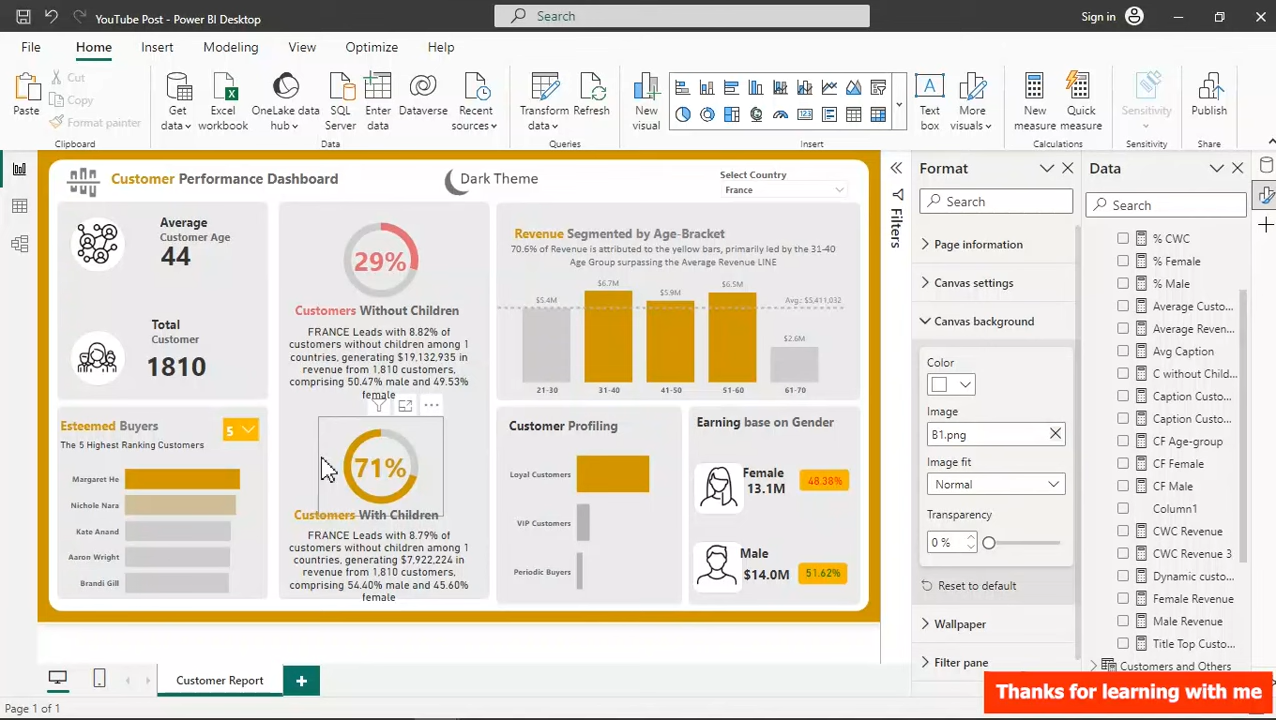 YouTube Post - Power BI Desktop
Search
Sign in
File
Home
Insert
Modeling
View
Optimize
Help
Paste
Cut
Copy
Format painter
Clipboard
Get data
Excel workbook
OneLake data hub
SQL Server
Enter data
Dataverse
Recent sources
Data
Transform data
Refresh
Queries
New visual
Text box
More visuals
Insert
New measure
Quick measure
Calculations
Sensitivity
Sensitivity
Publish
Share
Customer Performance Dashboard
Dark Theme
Select Country
France
Average
Customer Age
44
Total
Customer
1810
29%
Customers Without Children
FRANCE Leads with 8.82% of
customers without children among 1
countries, generating $19,132,935 in
revenue from 1,810 customers,
comprising 50.47% male and 49.53%
female
71%
Customers With Children
FRANCE Leads with 8.79% of
customers without children among 1
countries, generating $7,922,224 in
revenue from 1,810 customers,
comprising 54.40% male and 45.60%
female
Revenue Segmented by Age-Bracket
70.6% of Revenue is attributed to the yellow bars, primarily led by the 31-40
Age Group surpassing the Average Revenue LINE
$5.4M
$6.7M
$5.9M
$6.5M
$2.6M
Avg.: $5,411,032
21-30
31-40
41-50
51-60
61-70
Esteemed Buyers
The 5 Highest Ranking Customers
5
Margaret He
Nichole Nara
Kate Anand
Aaron Wright
Brandi Gill
Customer Profiling
Loyal Customers
VIP Customers
Periodic Buyers
Earning base on Gender
Female
13.1M
48.38%
Male
$14.0M
51.62%
Filters
Format
Search
Page information
Canvas settings
Canvas background
Color
Image
B1.png
Image fit
Normal
Transparency
0 %
Reset to default
Wallpaper
Filter pane
Data
Search
% CWC
% Female
% Male
Average Custo...
Average Reven...
Avg Caption
C without Child...
Caption Custo...
Caption Custo...
CF Age-group
CF Female
CF Male
Column1
CWC Revenue
CWC Revenue 3
Dynamic custo...
Female Revenue
Male Revenue
Title Top Custo...
Customers and Others
Customer Report
Page 1 of 1
Thanks for learning with me